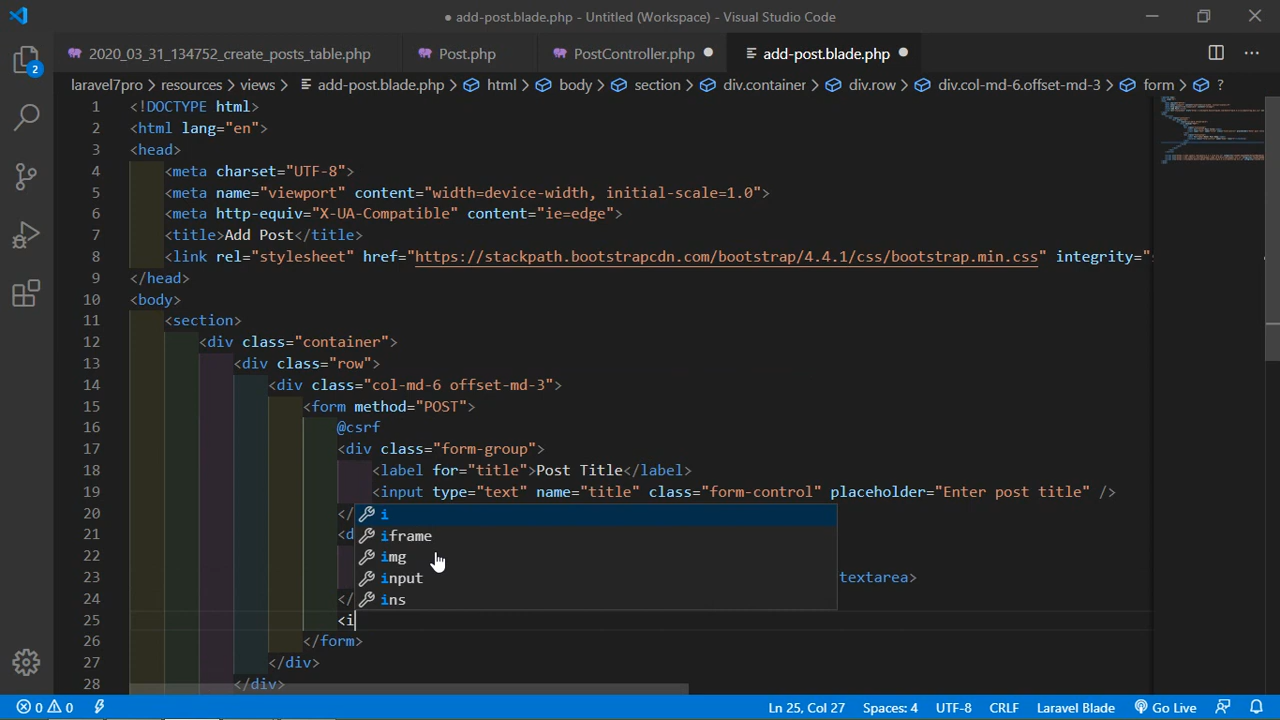 add-post.blade.php - Untitled (Workspace) - Visual Studio Code
2020_03_31_134752_create_posts_table.php Post.php PostController.php add-post.blade.php
laravel7pro > resources > views > add-post.blade.php > html > body > section > div.container > div.row > div.col-md-6.offset-md-3 > form > ?
2
1 <!DOCTYPE html>
2 <html lang="en">
3 <head>
4 <meta charset="UTF-8">
5 <meta name="viewport" content="width=device-width, initial-scale=1.0">
6 <meta http-equiv="X-UA-Compatible" content="ie=edge">
7 <title>Add Post</title>
8 <link rel="stylesheet" href="https://stackpath.bootstrapcdn.com/bootstrap/4.4.1/css/bootstrap.min.css" integrity="
9 </head>
10 <body>
11 <section>
12 <div class="container">
13 <div class="row">
14 <div class="col-md-6 offset-md-3">
15 <form method="POST">
16 @csrf
17 <div class="form-group">
18 <label for="title">Post Title</label>
19 <input type="text" name="title" class="form-control" placeholder="Enter post title" />
20 </ i
21 <d iframe
22 img
23 input textarea>
24 </ ins
25 <i
26 </form>
27 </div>
28 </div>
0 0 Ln 25, Col 27 Spaces: 4 UTF-8 CRLF Laravel Blade Go Live